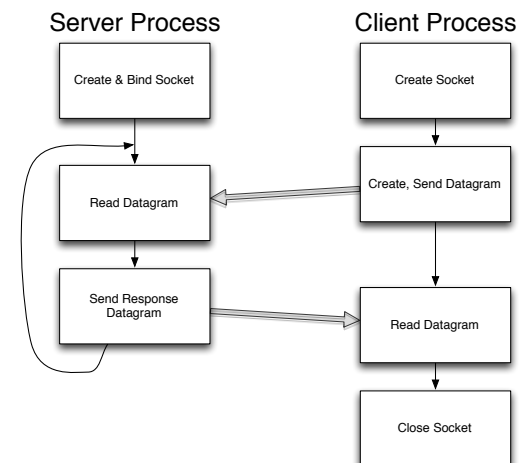 Server Process
Client Process
Create & Bind Socket
Create Socket
Read Datagram
Create, Send Datagram
Send Response
Datagram
Read Datagram
Close Socket